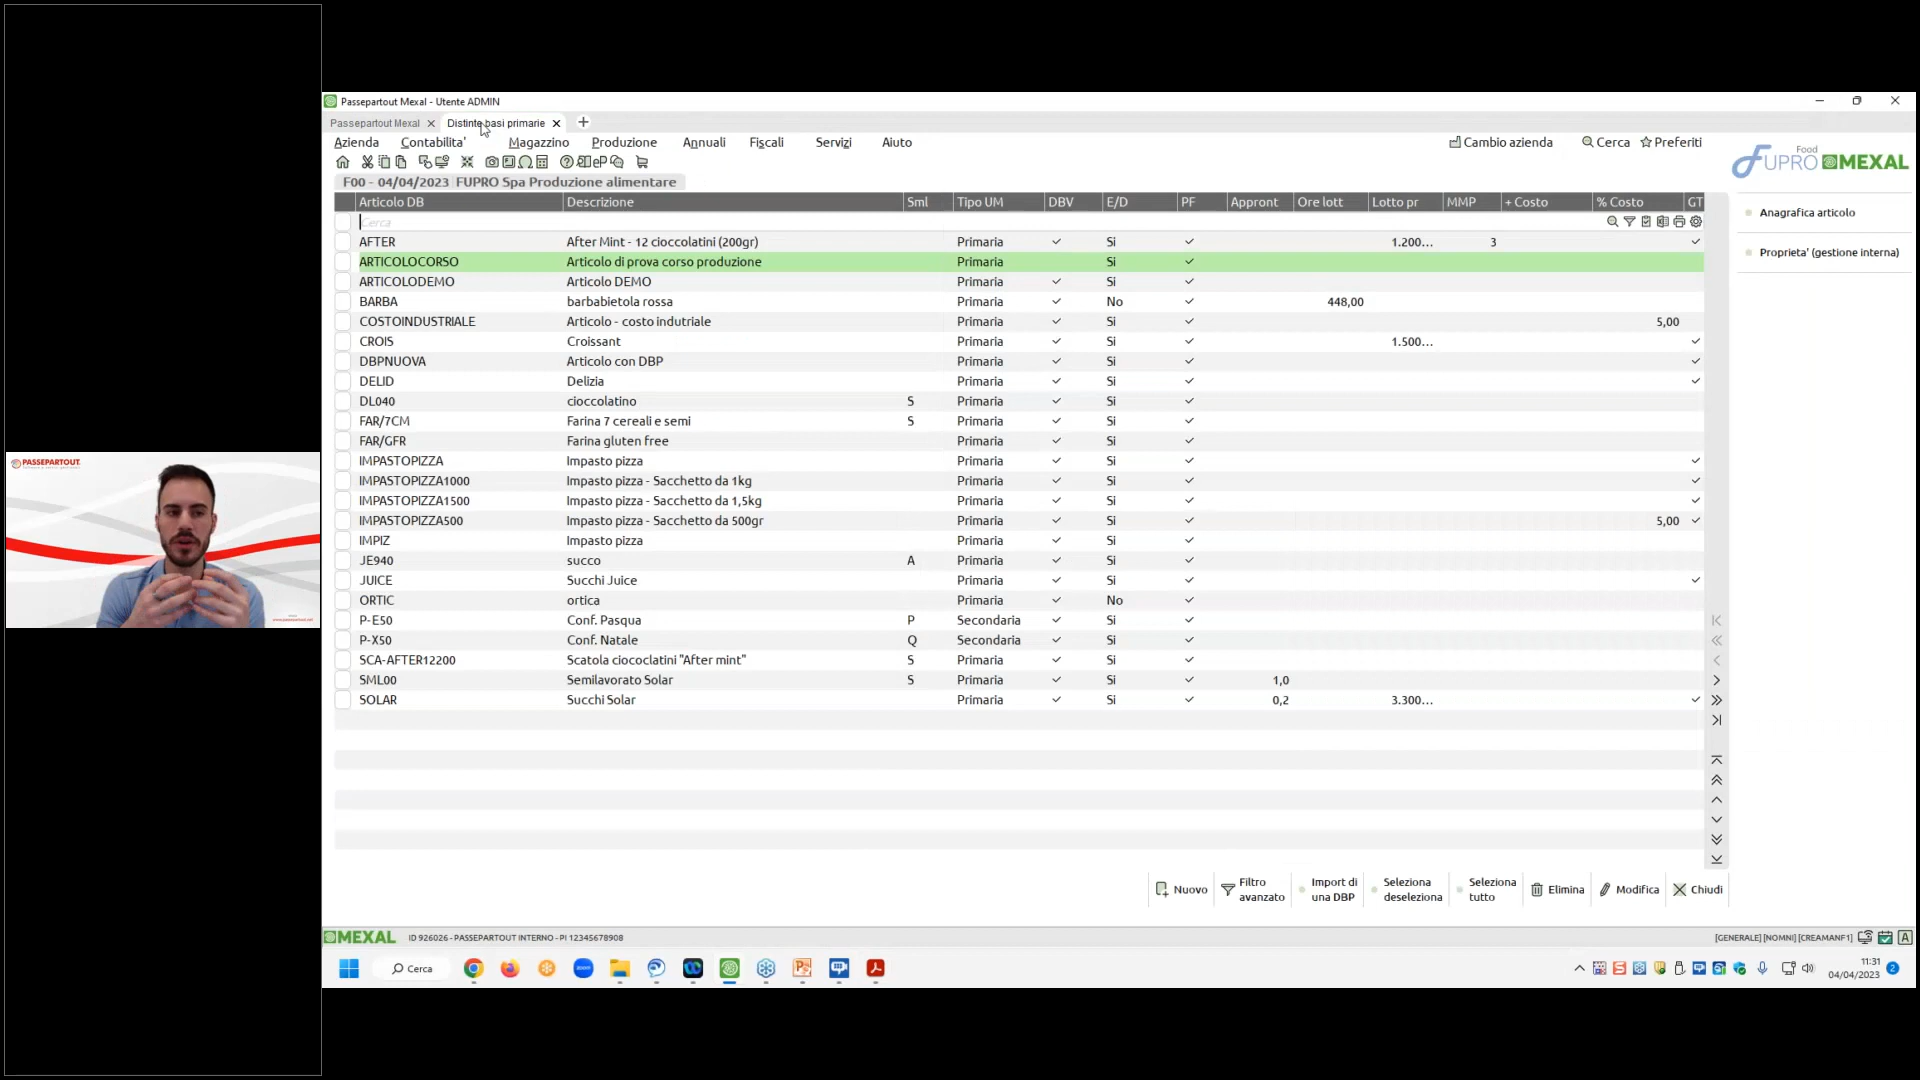 PASSEPARTOUT
Passepartout Mexal - Utente ADMIN
Passepartout Mexal
Distinte basi primarie
Azienda Contabilita' Magazzino Produzione Annuali Fiscali Servizi Aiuto
Cambio azienda Cerca Preferiti
Food
FUPRO MEXAL
F00 - 04/04/2023 FUPRO Spa Produzione alimentare
Articolo DB Descrizione Sml Tipo UM DBV E/D PF Appront Ore lott Lotto pr MMP + Costo % Costo GT
Cerca
AFTER After Mint - 12 cioccolatini (200gr) Primaria Si 1.200... 3
ARTICOLOCORSO Articolo di prova corso produzione Primaria Si
ARTICOLODEMO Articolo DEMO Primaria Si
BARBA barbabietola rossa Primaria No 448,00
COSTOINDUSTRIALE Articolo - costo indutriale Primaria Si 5,00
CROIS Croissant Primaria Si 1.500...
DBPNUOVA Articolo con DBP Primaria Si
DELID Delizia Primaria Si
DL040 cioccolatino S Primaria Si
FAR/7CM Farina 7 cereali e semi S Primaria Si
FAR/GFR Farina gluten free Primaria Si
IMPASTOPIZZA Impasto pizza Primaria Si
IMPASTOPIZZA1000 Impasto pizza - Sacchetto da 1kg Primaria Si
IMPASTOPIZZA1500 Impasto pizza - Sacchetto da 1,5kg Primaria Si
IMPASTOPIZZA500 Impasto pizza - Sacchetto da 500gr Primaria Si 5,00
IMPIZ Impasto pizza Primaria Si
JE940 succo A Primaria Si
JUICE Succhi Juice Primaria Si
ORTIC ortica Primaria No
P-E50 Conf. Pasqua P Secondaria Si
P-X50 Conf. Natale Q Secondaria Si
SCA-AFTER12200 Scatola ciococlatini "After mint" S Primaria Si
SML00 Semilavorato Solar S Primaria Si 1,0
SOLAR Succhi Solar Primaria Si 0,2 3.300...
Anagrafica articolo
Proprieta' (gestione interna)
Nuovo
Filtro avanzato
Import di una DBP
Seleziona deseleziona
Seleziona tutto
Elimina
Modifica
Chiudi
MEXAL ID 926026 - PASSEPARTOUT INTERNO - PI 12345678908
[GENERALE] [NOMNI] [CREAMANF1]
Cerca
11:31
04/04/2023
2